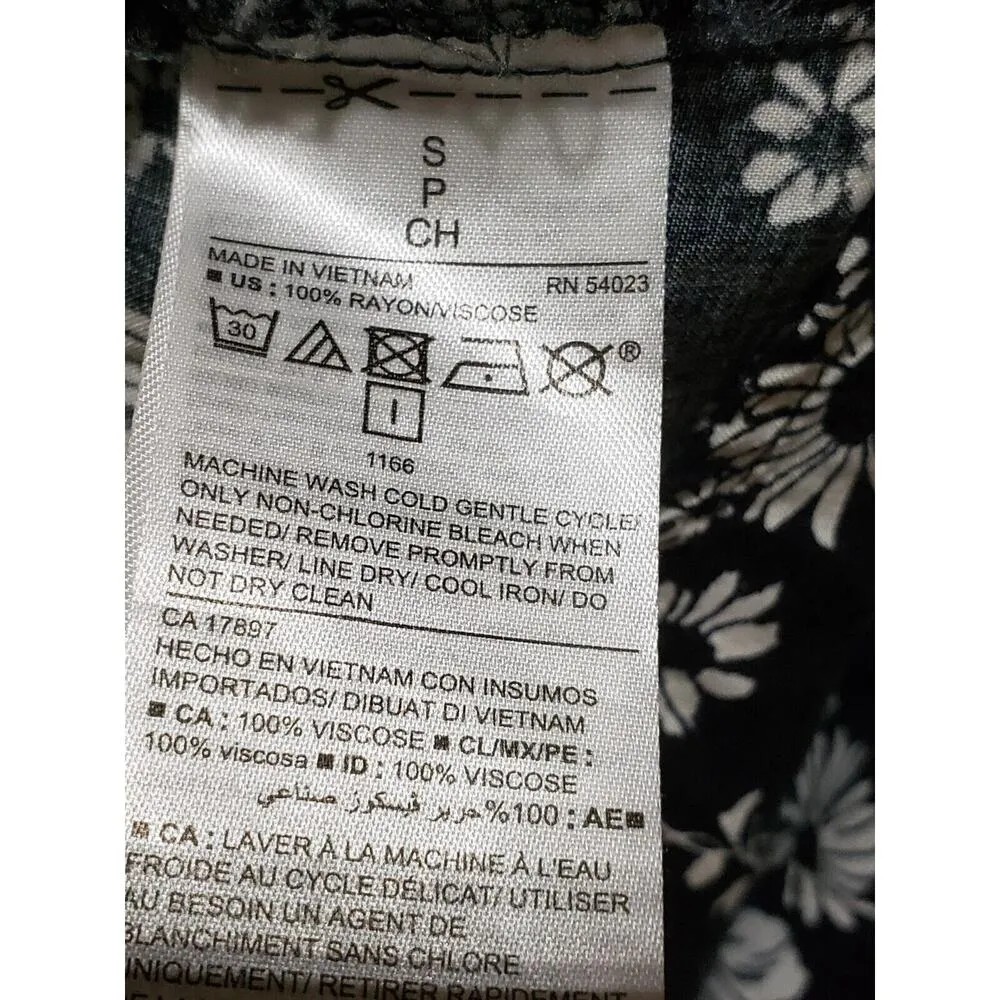 S
P
CH
MADE IN VIETNAM RN 54023
US : 100% RAYON/VISCOSE
30
®
1166
MACHINE WASH COLD GENTLE CYCLE/
ONLY NON-CHLORINE BLEACH WHEN
NEEDED/ REMOVE PROMPTLY FROM
WASHER/ LINE DRY/ COOL IRON/ DO
NOT DRY CLEAN
CA 17897
HECHO EN VIETNAM CON INSUMOS
IMPORTADOS/ DIBUAT DI VIETNAM
CA : 100% VISCOSE CL/MX/PE :
100% viscosa ID : 100% VISCOSE
AE : 100% حرير فيسكوز صناعي
CA : LAVER À LA MACHINE À L'EAU
FROIDE AU CYCLE DÉLICAT/ UTILISER
AU BESOIN UN AGENT DE
BLANCHIMENT SANS CHLORE
UNIQUEMENT/ RETIRER RAPIDEMENT